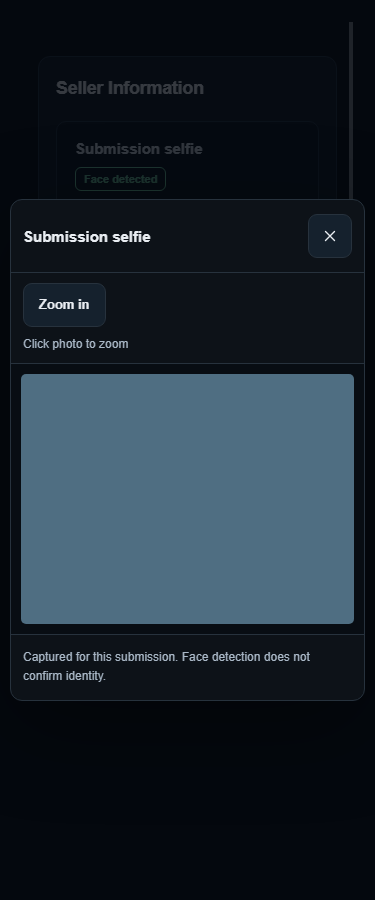 Seller Information
Submission selfie
Face detected
Submission selfie
Zoom in
Click photo to zoom
Captured for this submission. Face detection does not
confirm identity.